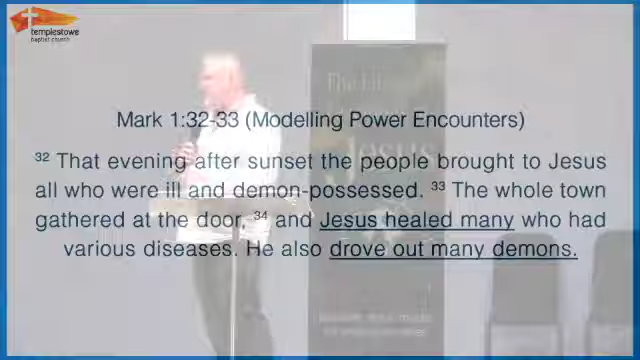 templestowe
baptist church
Mark 1:32-33 (Modelling Power Encounters)
³² That evening after sunset the people brought to Jesus
all who were ill and demon-possessed. ³³ The whole town
gathered at the door, ³⁴ and Jesus healed many who had
various diseases. He also drove out many demons.
The Life
Jesus